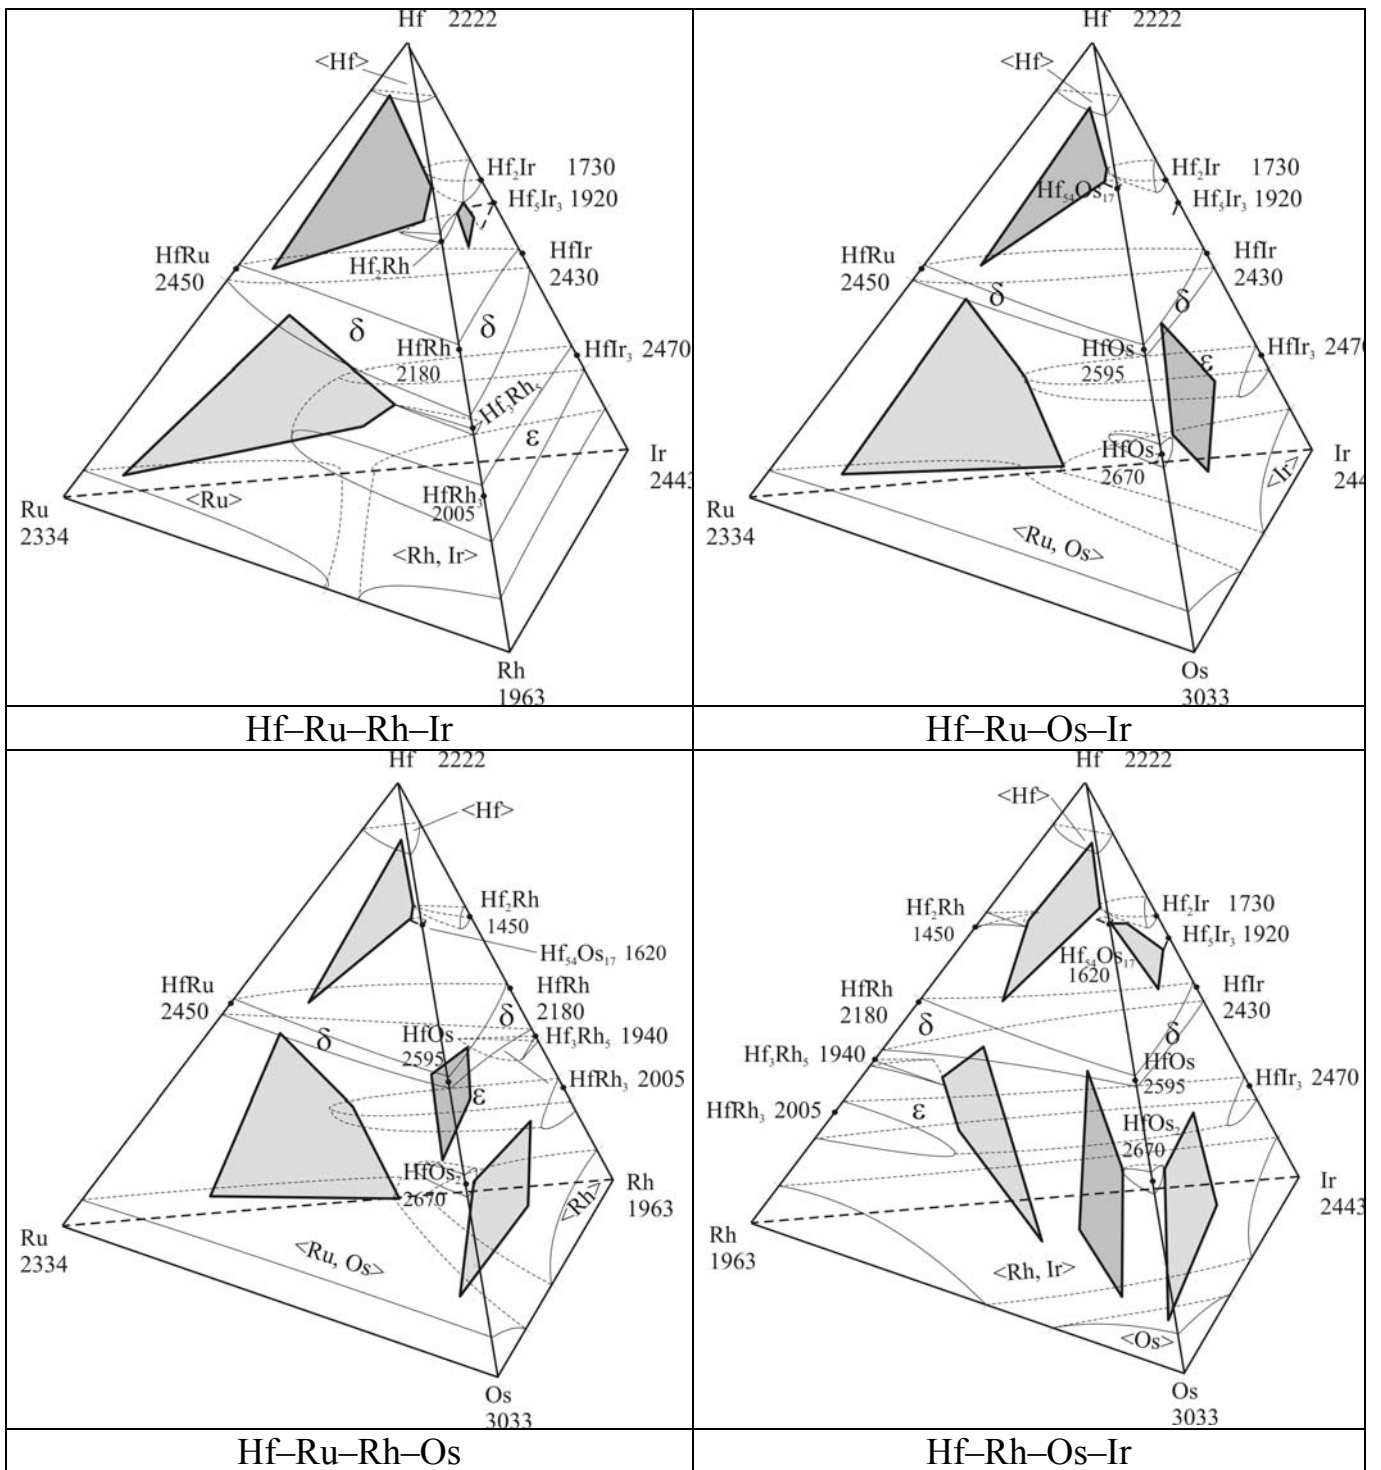 Hf 2222
<Hf>
Hf₂Ir 1730
Hf₅Ir₃ 1920
HfRu
2450
Hf₂Rh
HfIr
2430
δ
δ
HfRh
2180
HfIr₃ 2470
Hf₃Rh₅
ε
Ir
2443
<Ru>
HfRh₃
2005
Ru
2334
<Rh, Ir>
Rh
1963
Hf–Ru–Rh–Ir
Hf 2222
<Hf>
Hf₂Ir 1730
Hf₅₄Os₁₇
Hf₅Ir₃ 1920
HfRu
2450
HfIr
2430
δ
δ
HfOs
2595
HfIr₃ 2470
ε
HfOs₂
2670
<Ir>
Ir
244
Ru
2334
<Ru, Os>
Os
3033
Hf–Ru–Os–Ir
Hf 2222
<Hf>
Hf₂Rh
1450
Hf₅₄Os₁₇ 1620
HfRu
2450
HfRh
2180
δ
δ
HfOs
2595
Hf₃Rh₅ 1940
HfRh₃ 2005
ε
HfOs₂
2670
<Rh>
Rh
1963
Ru
2334
<Ru, Os>
Os
3033
Hf–Ru–Rh–Os
Hf 2222
<Hf>
Hf₂Rh
1450
Hf₂Ir 1730
Hf₅Ir₃ 1920
Hf₅₄Os₁₇
1620
HfRh
2180
HfIr
2430
δ
δ
Hf₃Rh₅ 1940
HfOs
2595
HfIr₃ 2470
HfRh₃ 2005
ε
HfOs₂
2670
Ir
2443
Rh
1963
<Rh, Ir>
<Os>
Os
3033
Hf–Rh–Os–Ir